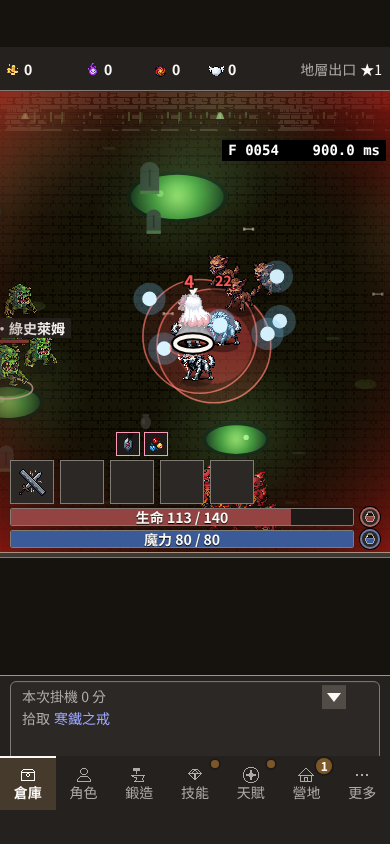 0 0 0 0 地層出口 ★1
F 0054 900.0 ms
4 22
綠史萊姆
生命 113 / 140
魔力 80 / 80
本次掛機 0 分
拾取 寒鐵之戒
1
倉庫 角色 鍛造 技能 天賦 營地 更多